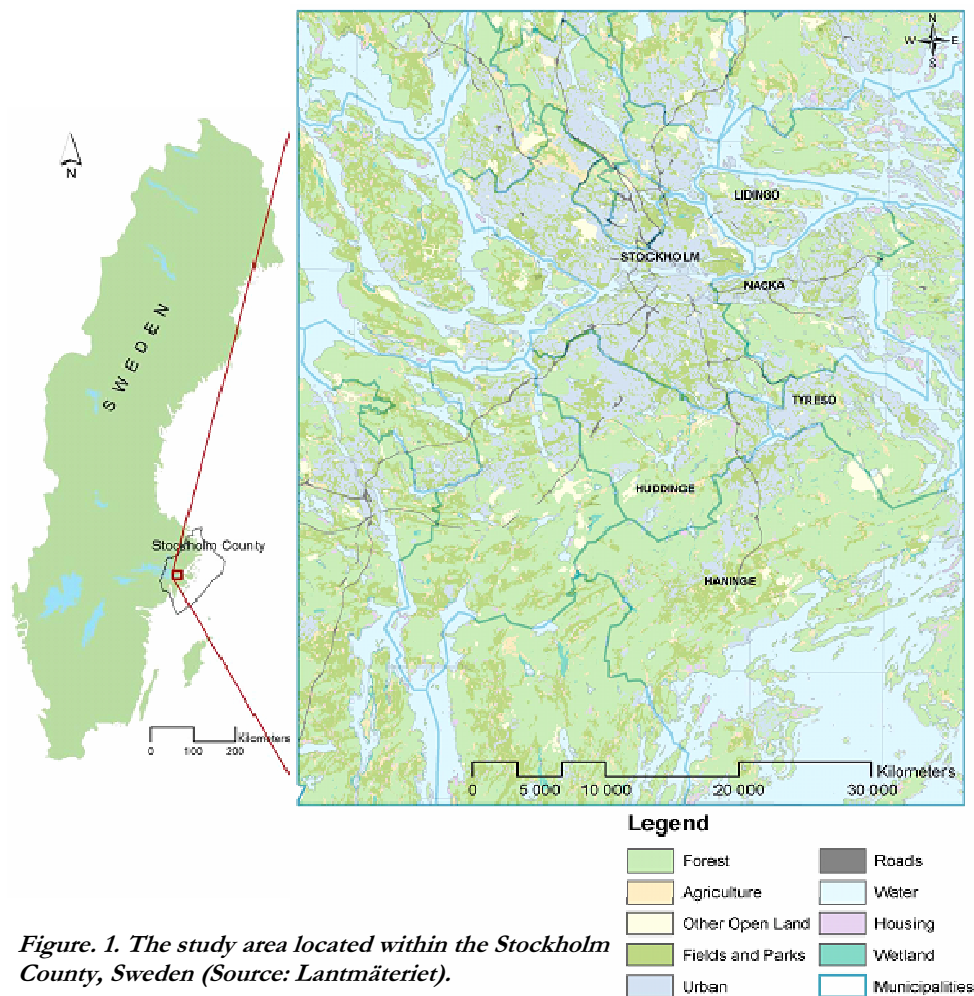 N
W E
S
N
LIDINGO
STOCKHOLM
NACKA
SWEDEN
TYRESO
HUDDINGE
Stockholm County
HANINGE
Kilometers
0 100 200
Kilometers
0 5 000 10 000 20 000 30 000
Legend
Forest Roads
Agriculture Water
Other Open Land Housing
Fields and Parks Wetland
Urban Municipalities
Figure. 1. The study area located within the Stockholm
County, Sweden (Source: Lantmäteriet).